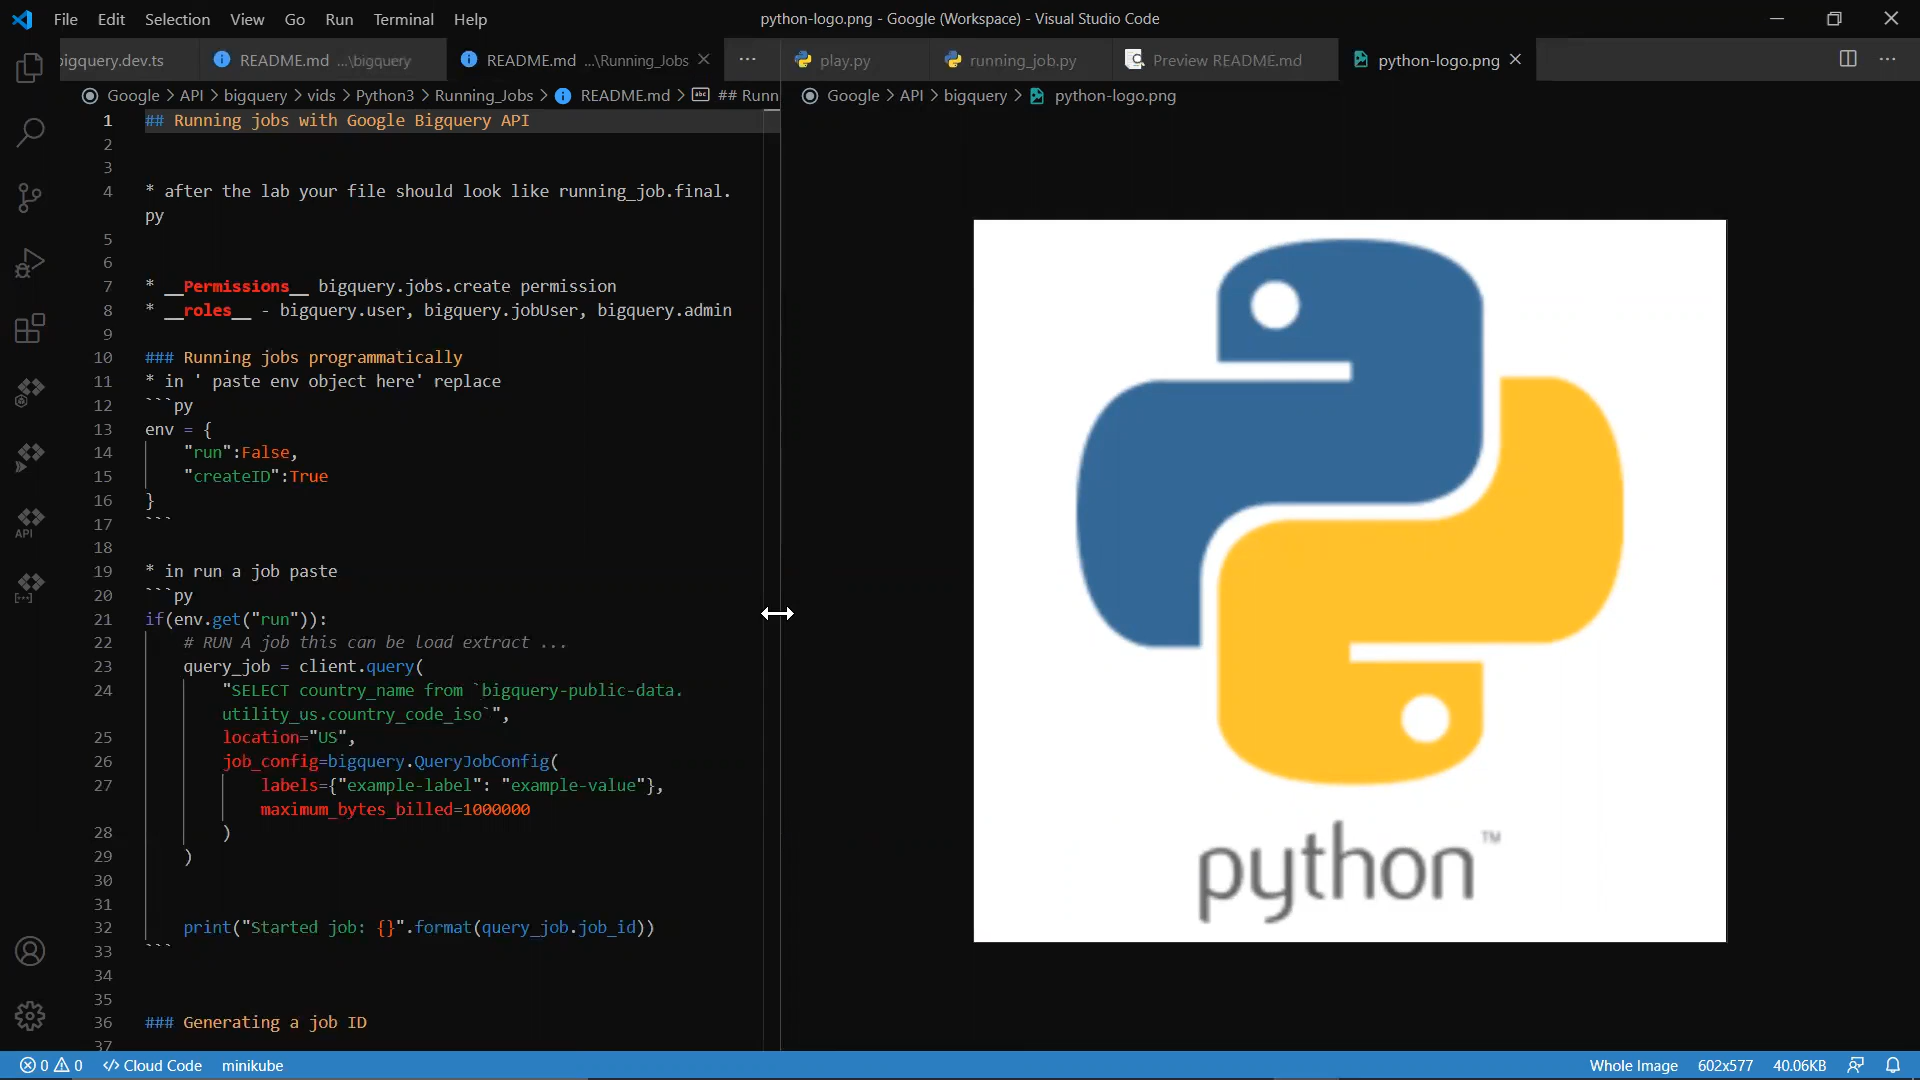 File Edit Selection View Go Run Terminal Help
python-logo.png - Google (Workspace) - Visual Studio Code
bigquery.dev.ts README.md ...\bigquery README.md ...\Running_Jobs ··· play.py running_job.py Preview README.md python-logo.png ···
Google > API > bigquery > vids > Python3 > Running_Jobs > README.md > ## Runn
Google > API > bigquery > python-logo.png
1 ## Running jobs with Google Bigquery API
2
3
4 * after the lab your file should look like running_job.final.
py
5
6
7 * __Permissions__ bigquery.jobs.create permission
8 * __roles__ - bigquery.user, bigquery.jobUser, bigquery.admin
9
10 ### Running jobs programmatically
11 * in ' paste env object here' replace
12 ```py
13 env = {
14 "run":False,
15 "createID":True
16 }
17 ```
18
19 * in run a job paste
20 ```py
21 if(env.get("run")):
22 # RUN A job this can be load extract ...
23 query_job = client.query(
24 "SELECT country_name from `bigquery-public-data.
utility_us.country_code_iso`",
25 location="US",
26 job_config=bigquery.QueryJobConfig(
27 labels={"example-label": "example-value"},
maximum_bytes_billed=1000000
28 )
29 )
30
31
32 print("Started job: {}".format(query_job.job_id))
33 ```
34
35
36 ### Generating a job ID
37
python™
API
0 0 Cloud Code minikube
Whole Image 602x577 40.06KB